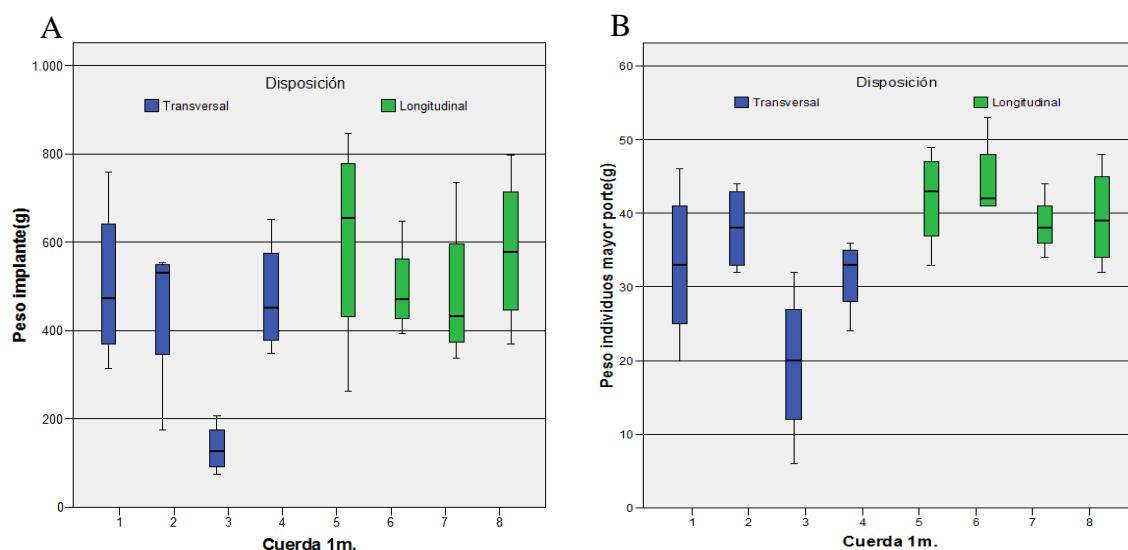 A
Peso implante(g)
1.000
800
600
400
200
0
Disposición
Transversal
Longitudinal
1 2 3 4 5 6 7 8
Cuerda 1m.
B
Peso individuos mayor porte(g)
60
50
40
30
20
10
0
Disposición
Transversal
Longitudinal
1 2 3 4 5 6 7 8
Cuerda 1m.